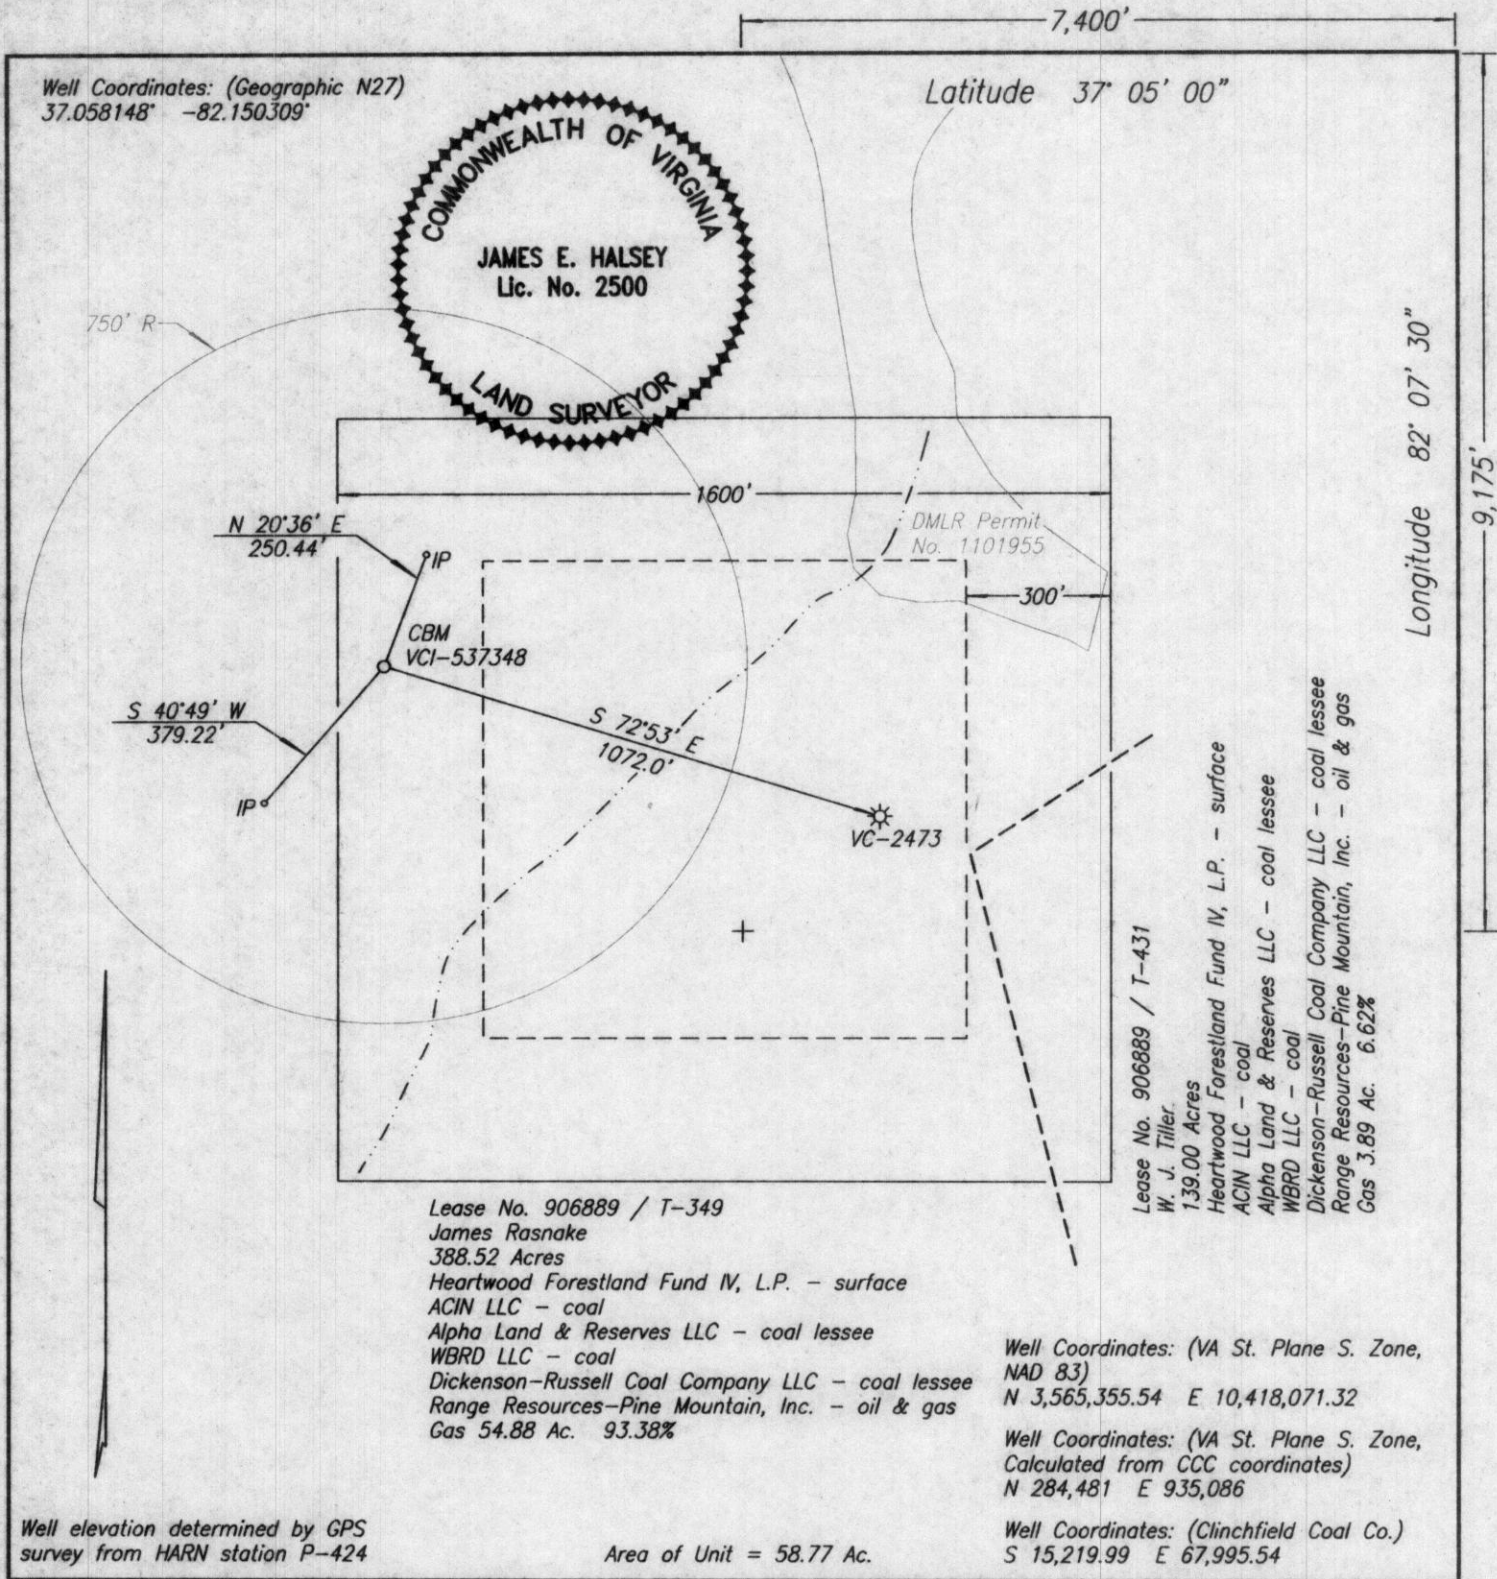 7,400'
Well Coordinates: (Geographic N27)
37.058148° -82.150309°
Latitude 37° 05' 00"
COMMONWEALTH OF VIRGINIA
JAMES E. HALSEY
Lic. No. 2500
LAND SURVEYOR
750' R
Longitude 82° 07' 30"
9,175'
1600'
N 20°36' E
250.44'
IP
DMLR Permit
No. 1101955
300'
CBM
VCI-537348
S 40°49' W
379.22'
IP
S 72°53' E
1072.0'
VC-2473
Lease No. 906889 / T-431
W. J. Tiller
139.00 Acres
Heartwood Forestland Fund IV, L.P. - surface
ACIN LLC - coal
Alpha Land & Reserves LLC - coal lessee
WBRD LLC - coal
Dickenson-Russell Coal Company LLC - coal lessee
Range Resources-Pine Mountain, Inc. - oil & gas
Gas 3.89 Ac. 6.62%
Lease No. 906889 / T-349
James Rasnake
388.52 Acres
Heartwood Forestland Fund IV, L.P. - surface
ACIN LLC - coal
Alpha Land & Reserves LLC - coal lessee
WBRD LLC - coal
Dickenson-Russell Coal Company LLC - coal lessee
Range Resources-Pine Mountain, Inc. - oil & gas
Gas 54.88 Ac. 93.38%
Well Coordinates: (VA St. Plane S. Zone,
NAD 83)
N 3,565,355.54 E 10,418,071.32
Well Coordinates: (VA St. Plane S. Zone,
Calculated from CCC coordinates)
N 284,481 E 935,086
Well Coordinates: (Clinchfield Coal Co.)
S 15,219.99 E 67,995.54
Well elevation determined by GPS
survey from HARN station P-424
Area of Unit = 58.77 Ac.